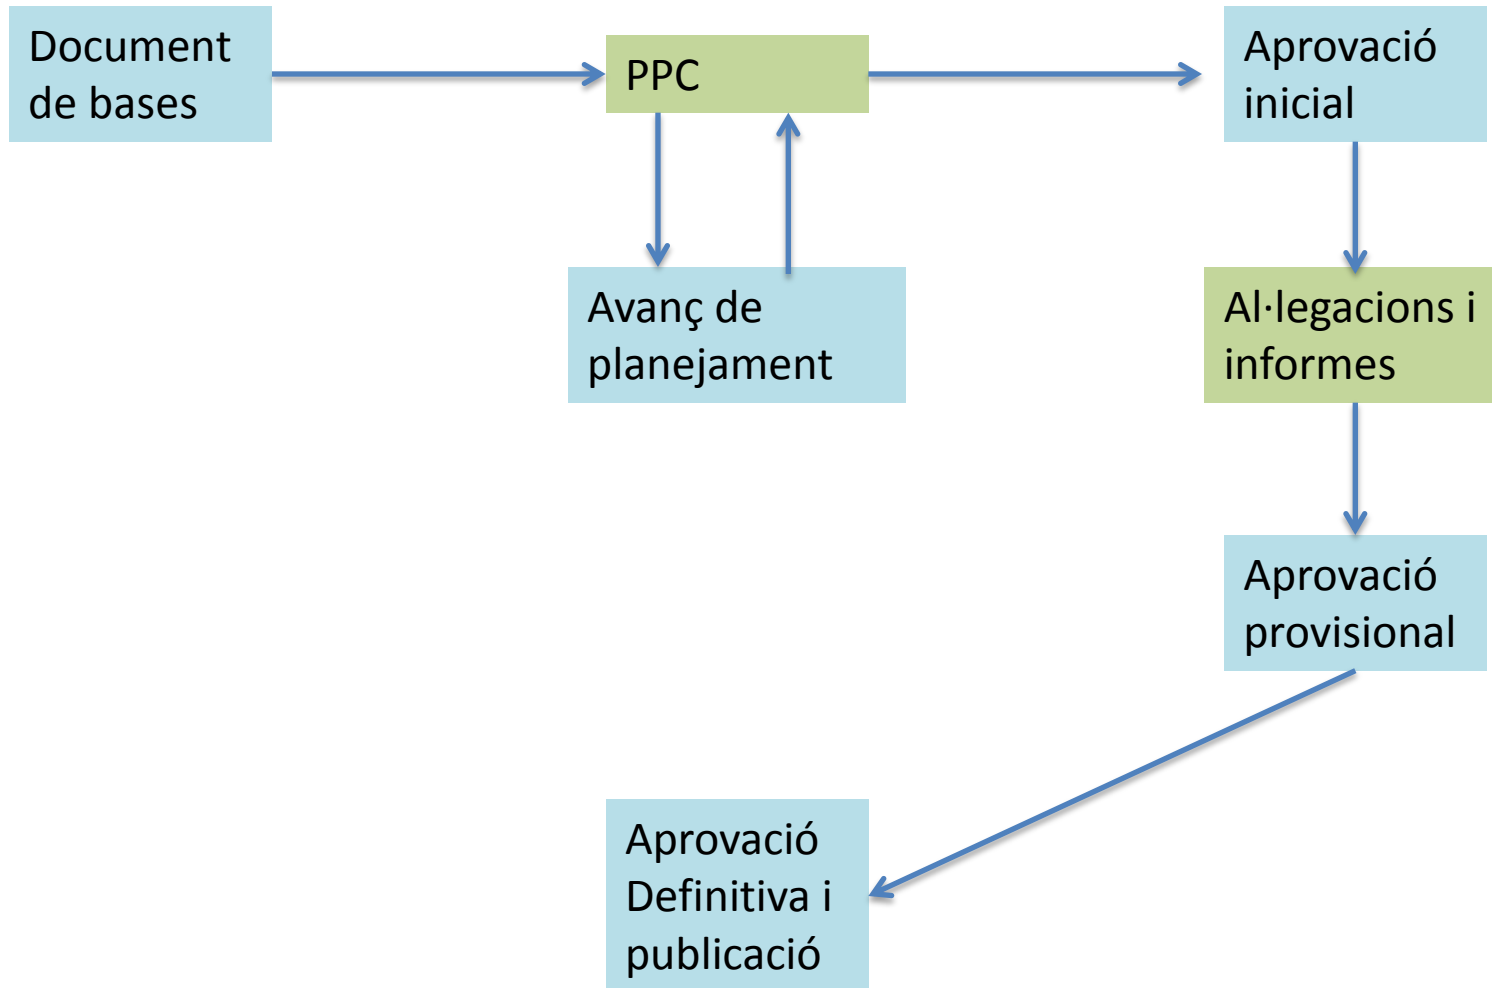 Document
de bases
PPC
Aprovació
inicial
Avanç de
planejament
Al·legacions i
informes
Aprovació
provisional
Aprovació
Definitiva i
publicació